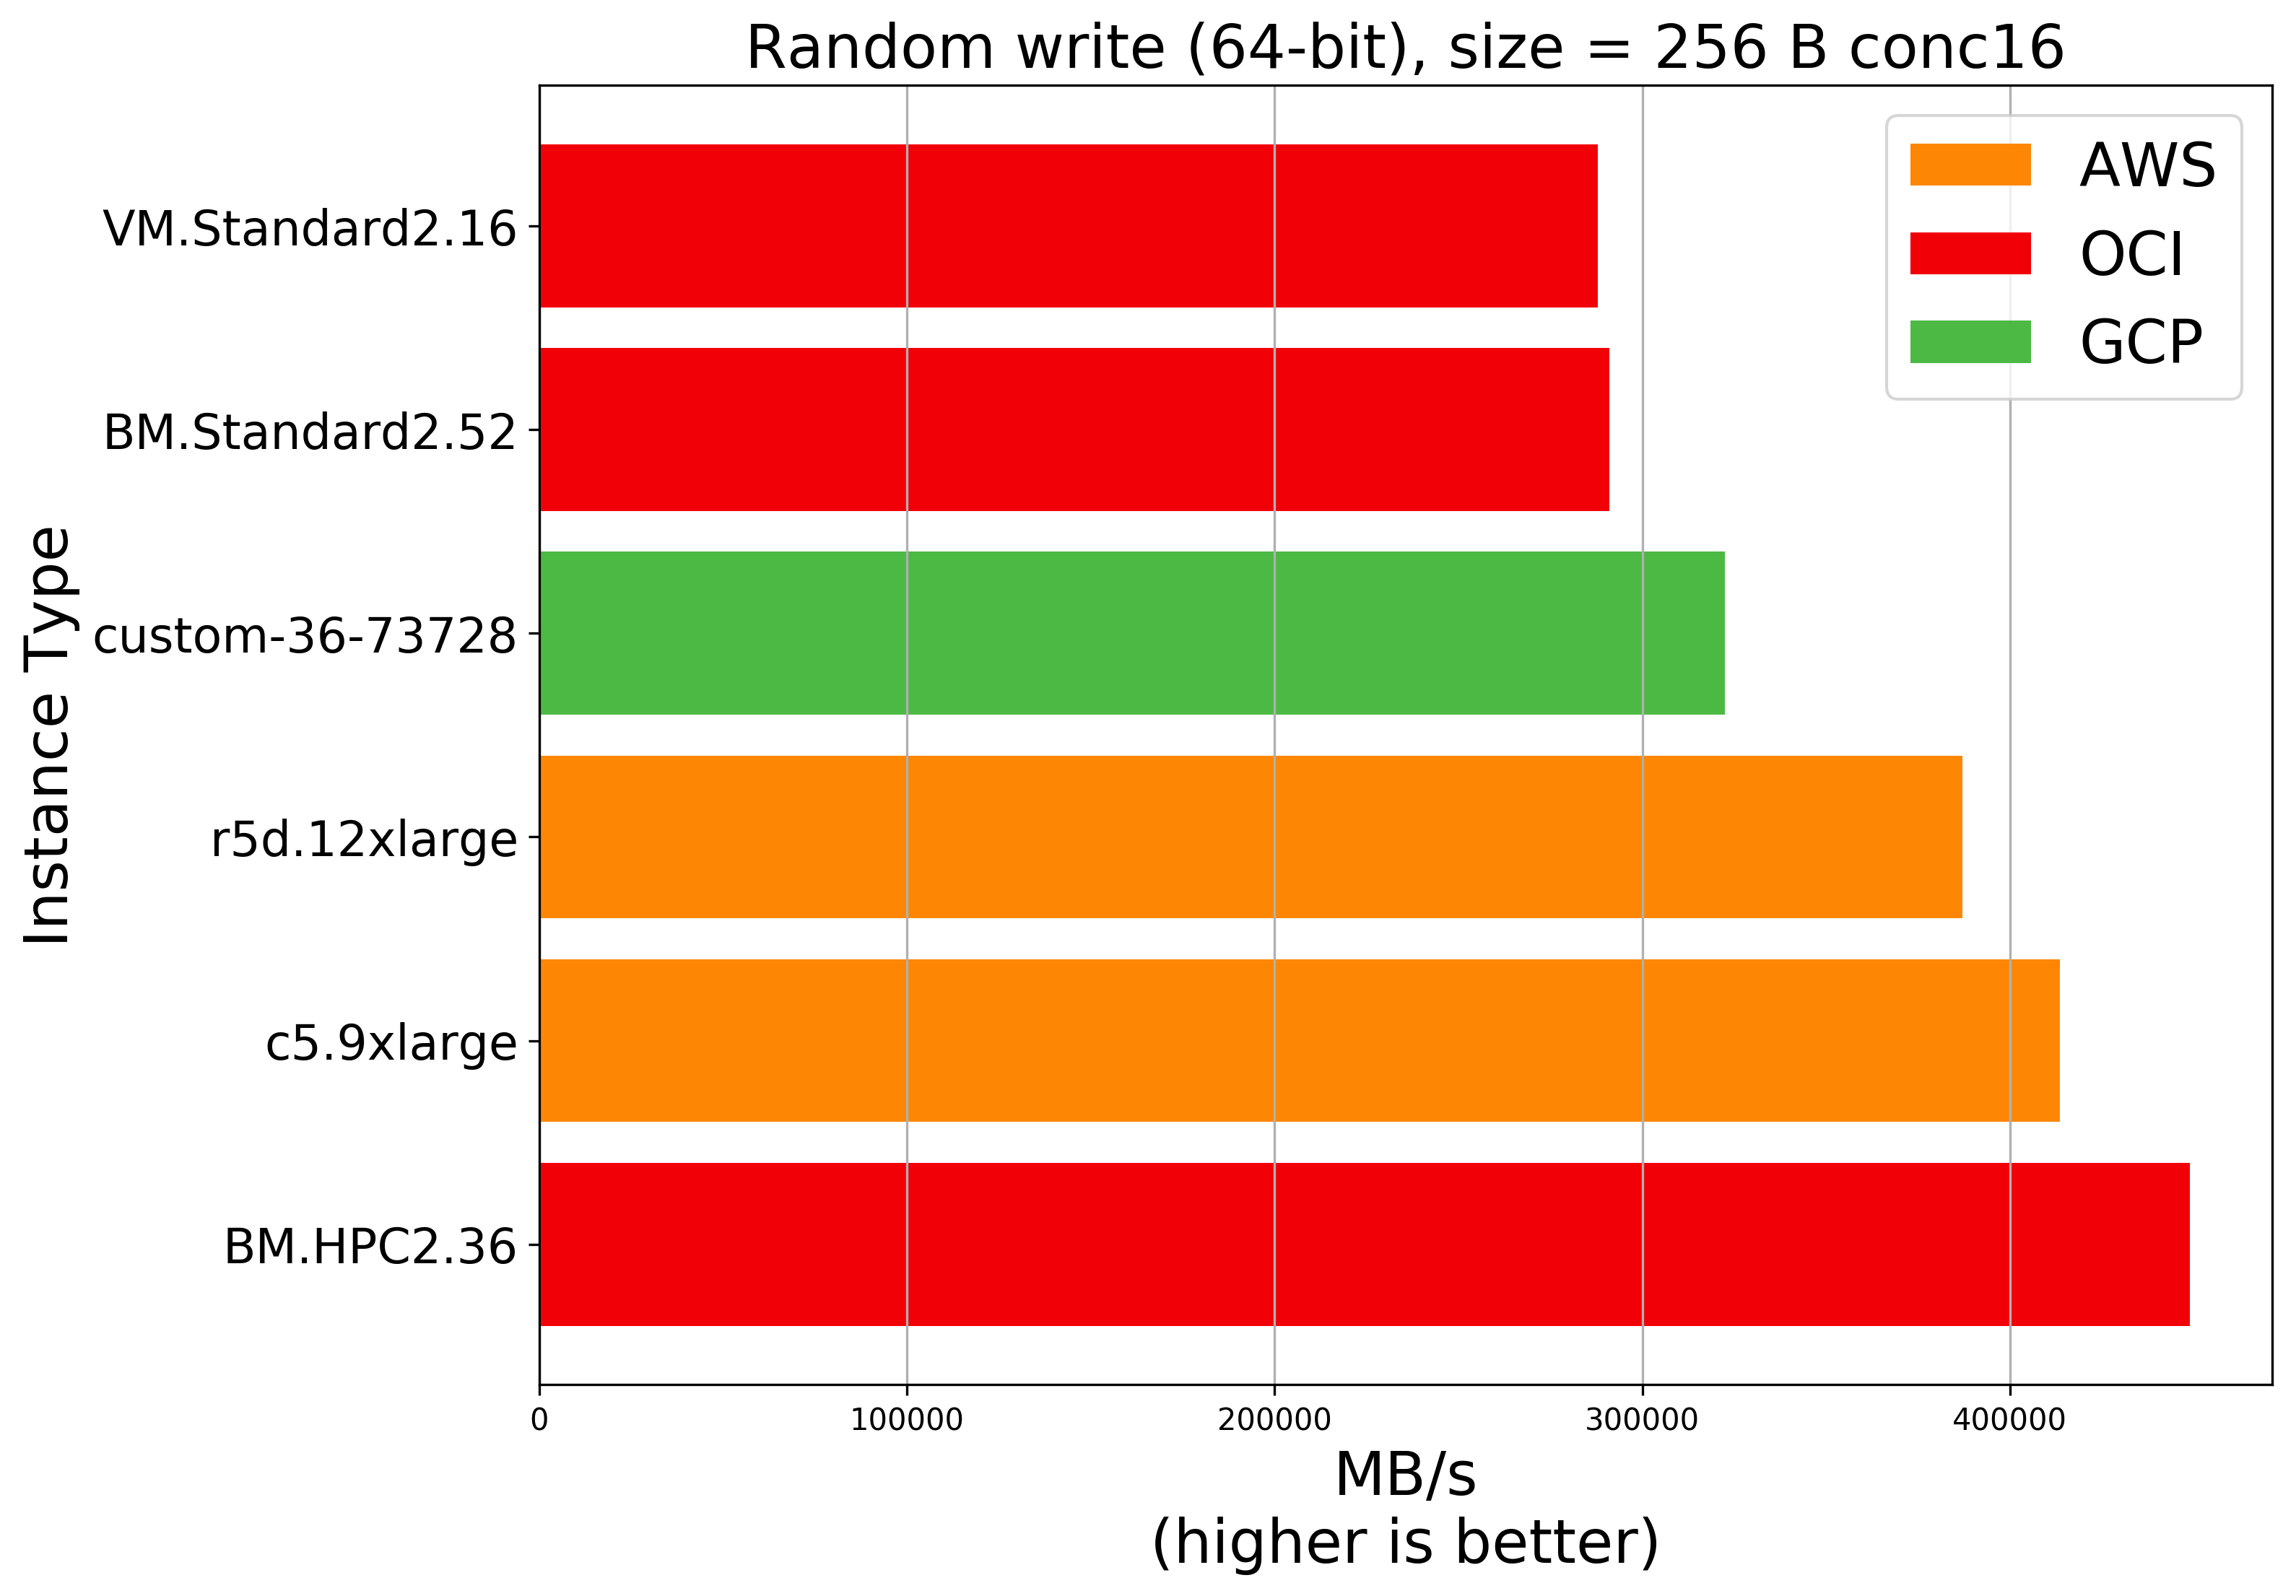 Random write (64-bit), size = 256 B conc16
AWS
OCI
GCP
Instance Type
VM.Standard2.16
BM.Standard2.52
custom-36-73728
r5d.12xlarge
c5.9xlarge
BM.HPC2.36
0 100000 200000 300000 400000
MB/s
(higher is better)